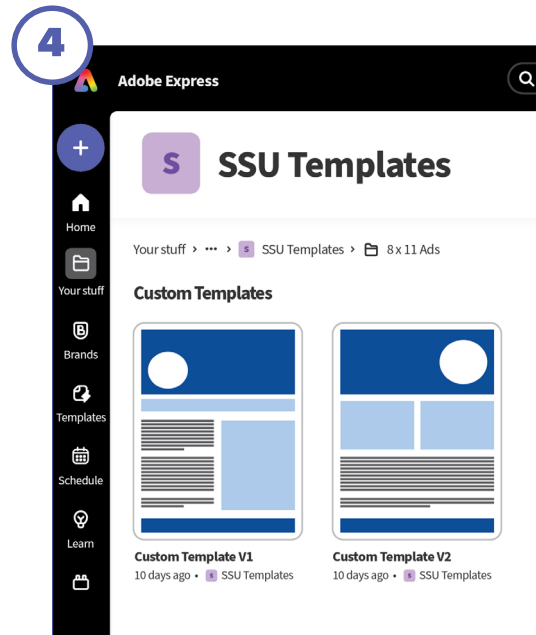 4
Adobe Express
S SSU Templates
Home
Your stuff > ••• > S SSU Templates > 8 x 11 Ads
Your stuff
Custom Templates
B
Brands
Templates
Schedule
Learn
Custom Template V1
10 days ago • S SSU Templates
Custom Template V2
10 days ago • S SSU Templates